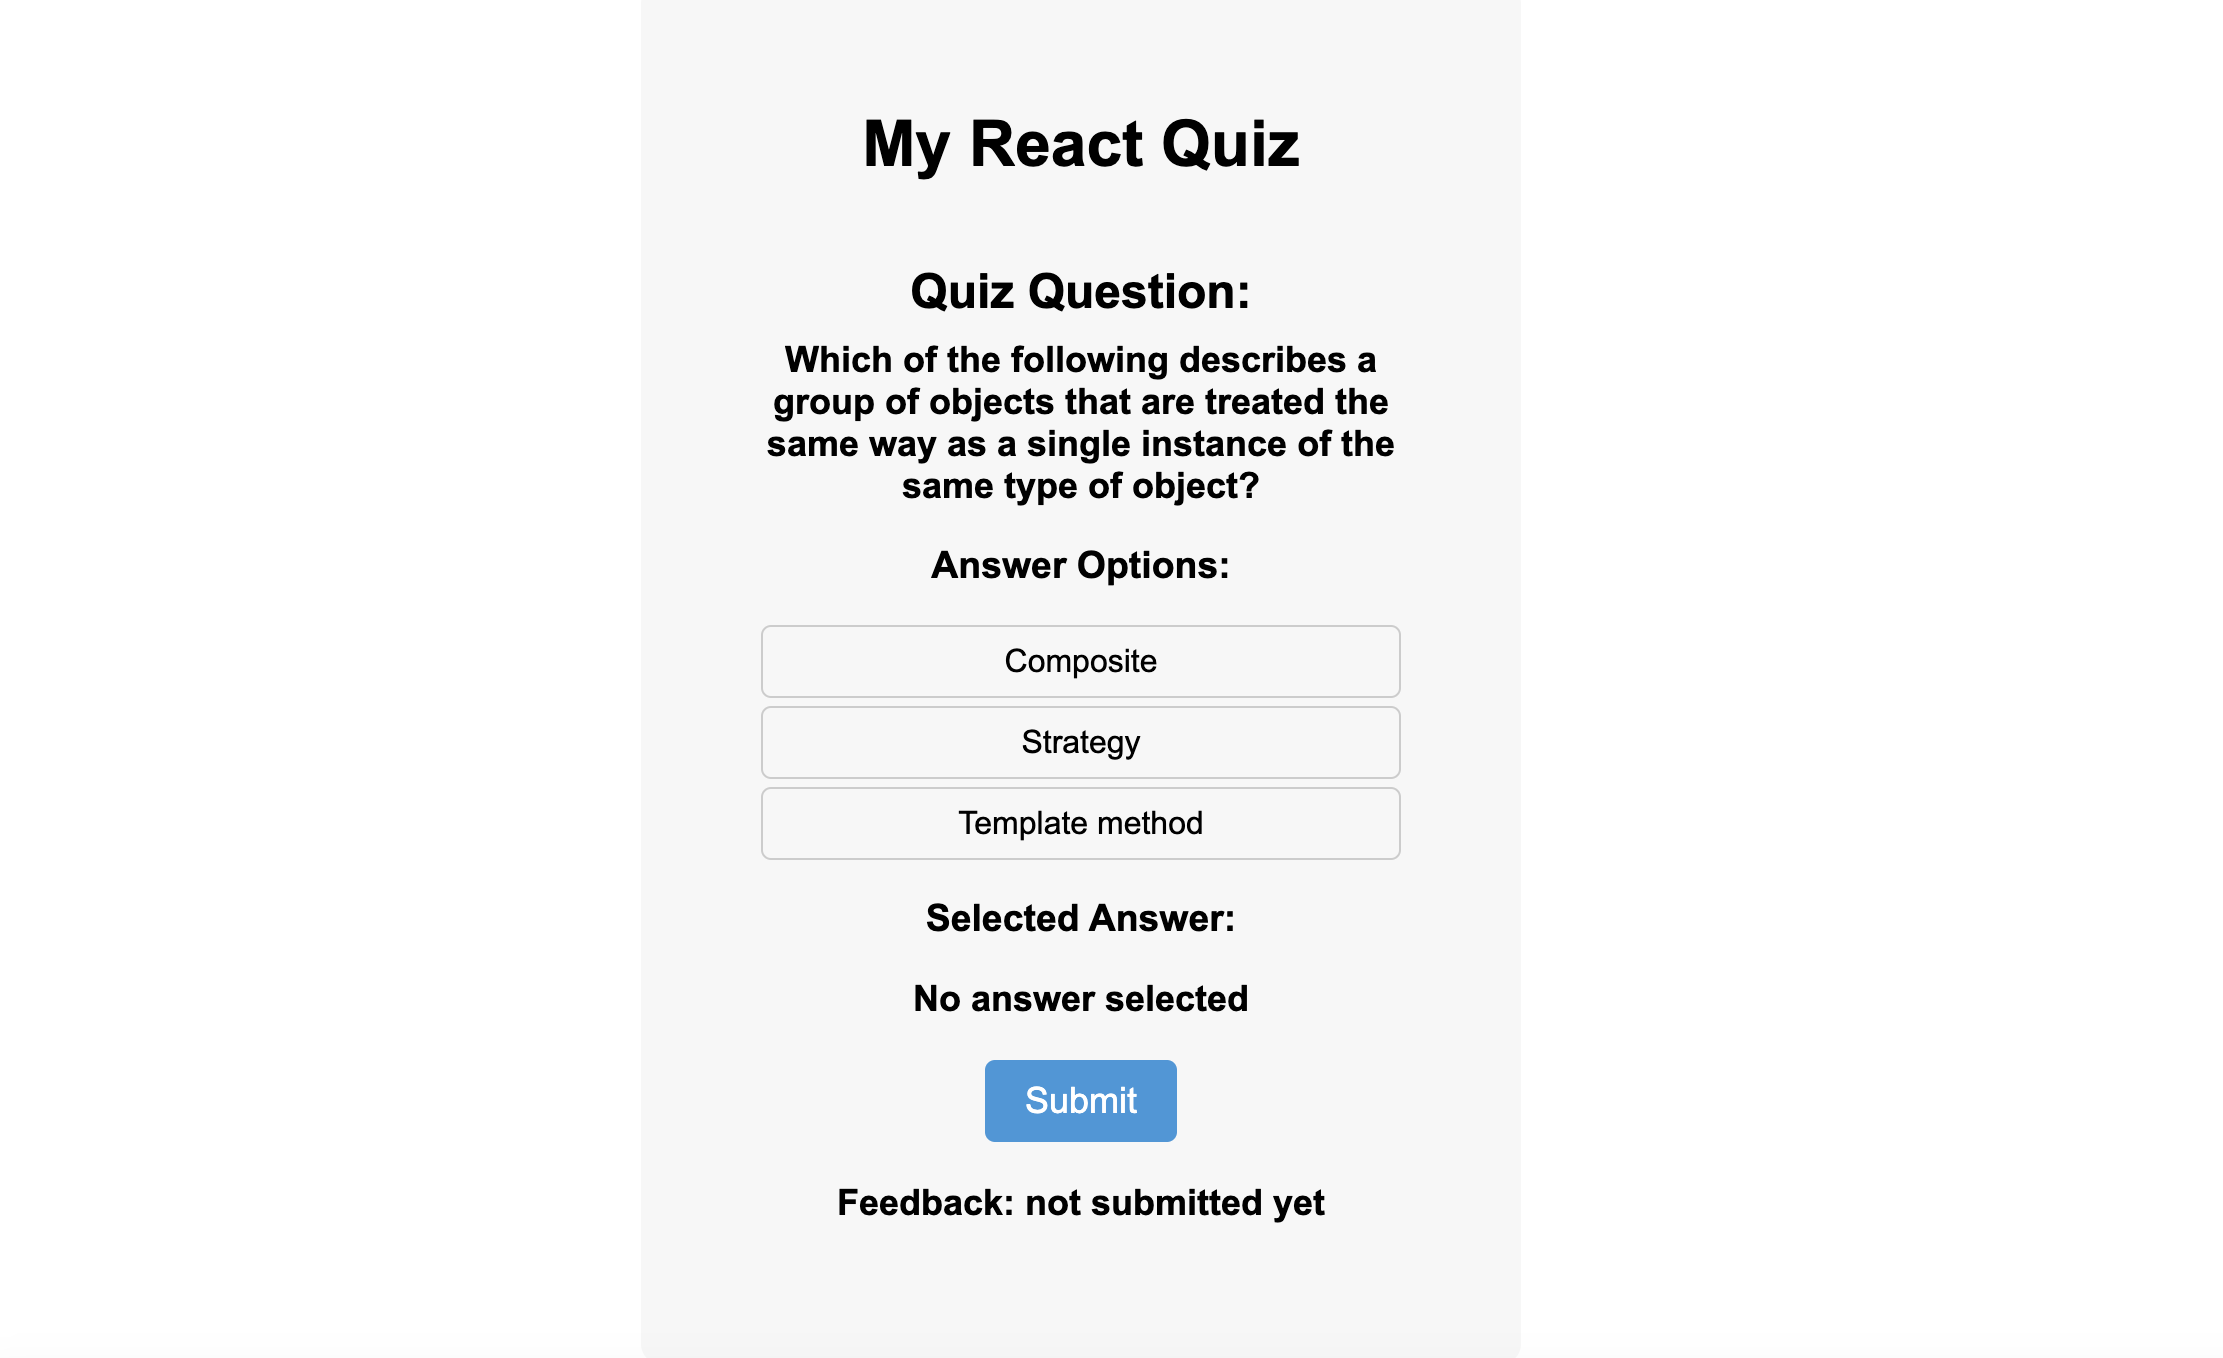 My React Quiz
Quiz Question:
Which of the following describes a
group of objects that are treated the
same way as a single instance of the
same type of object?
Answer Options:
Composite
Strategy
Template method
Selected Answer:
No answer selected
Submit
Feedback: not submitted yet